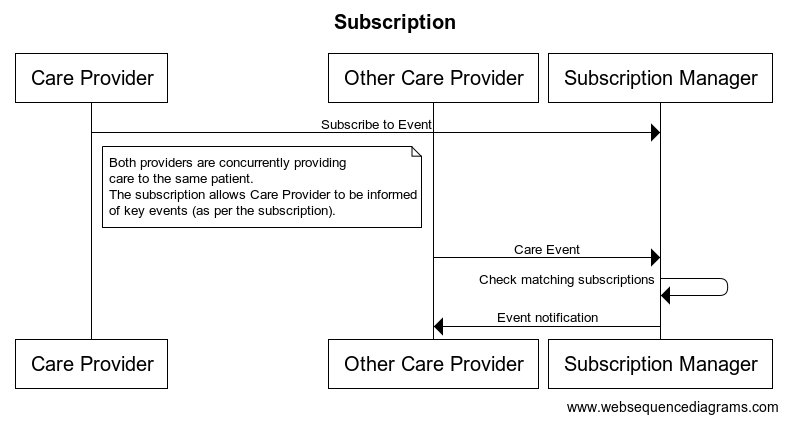 Subscription
Care Provider
Other Care Provider
Subscription Manager
Subscribe to Event
Both providers are concurrently providing
care to the same patient.
The subscription allows Care Provider to be informed
of key events (as per the subscription).
Care Event
Check matching subscriptions
Event notification
Care Provider
Other Care Provider
Subscription Manager
www.websequencediagrams.com